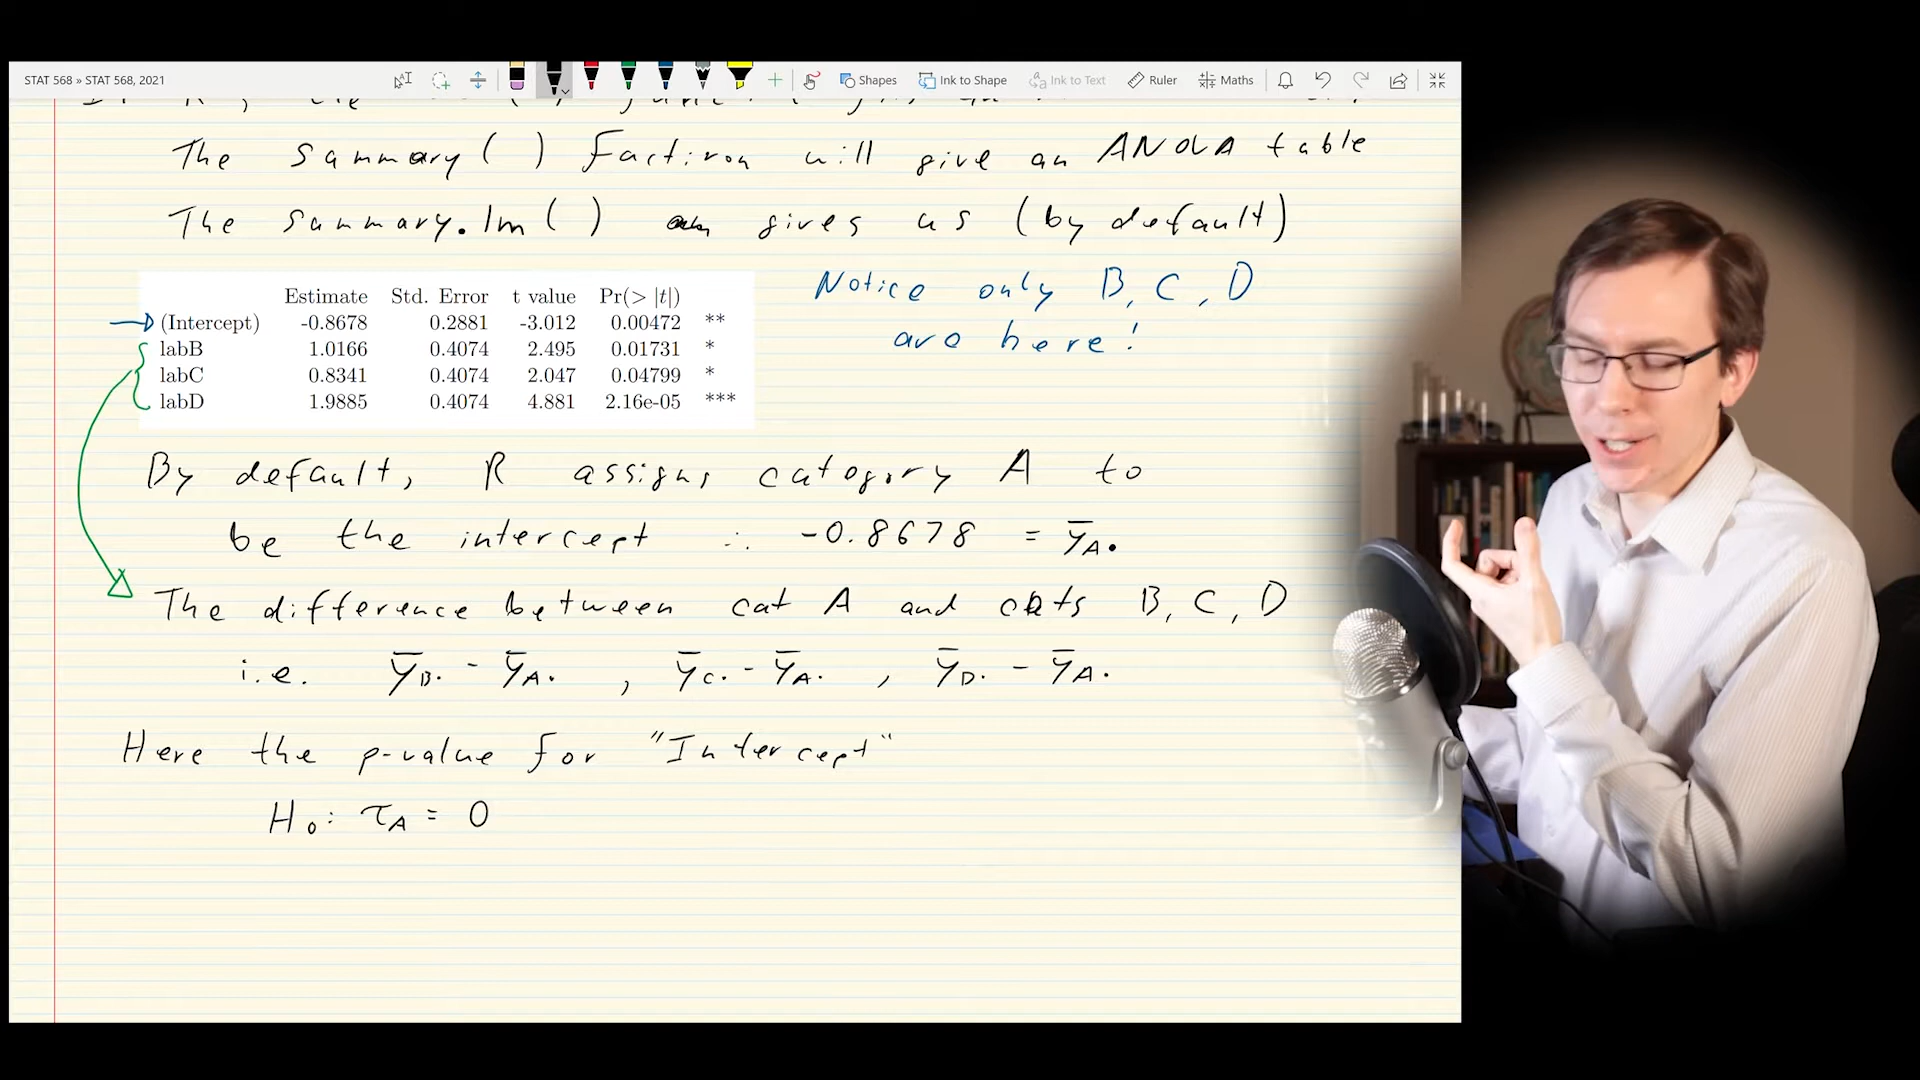 STAT 568 » STAT 568, 2021
Shapes Ink to Shape Ink to Text Ruler Maths
The summary( ) will give an ANOVA table
The summary.lm( ) gives us (by default)
Estimate Std. Error t value Pr(> |t|)
(Intercept) -0.8678 0.2881 -3.012 0.00472 **
labB 1.0166 0.4074 2.495 0.01731 *
labC 0.8341 0.4074 2.047 0.04799 *
labD 1.9885 0.4074 4.881 2.16e-05 ***
Notice only B, C, D
are here!
By default, R assigns category A to
be the intercept ∴ -0.8678 = ȳA.
The difference between cat A and cats B, C, D
i.e. ȳB. - ȳA. , ȳC. - ȳA. , ȳD. - ȳA.
Here the p-value for "Intercept"
H₀: τA = 0